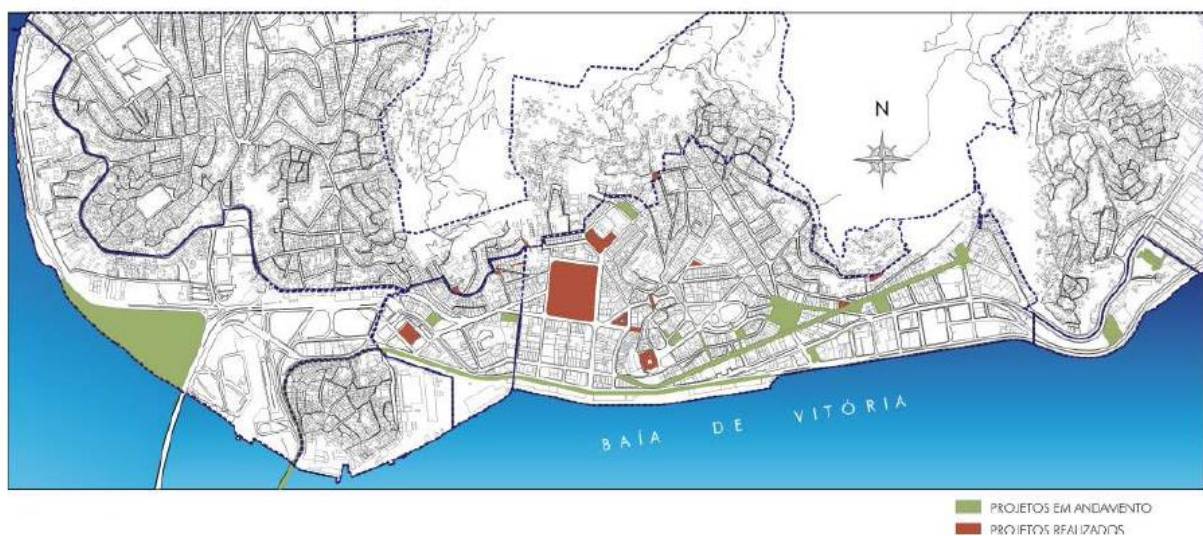 N
BAÍA DE VITÓRIA
PROJETOS EM ANDAMENTO
PROJETOS REALIZADOS